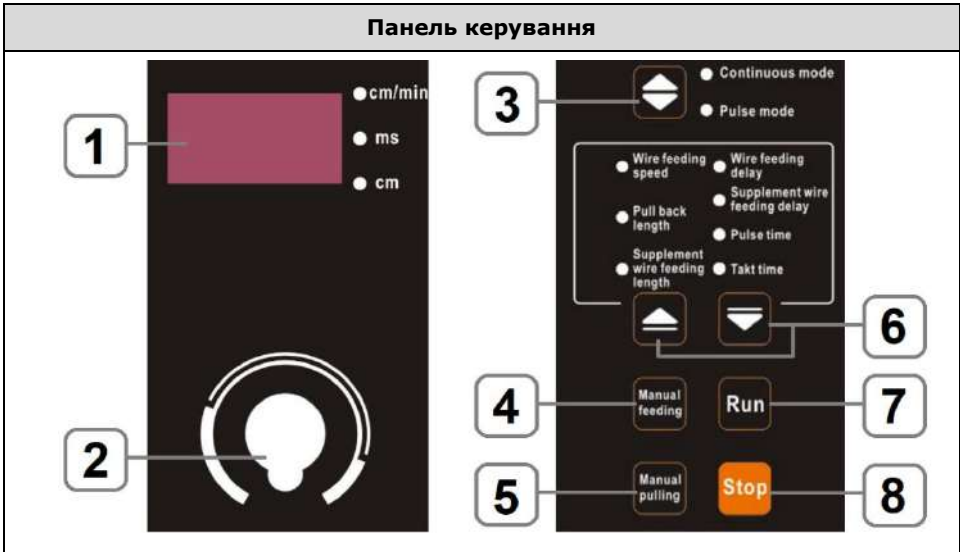 Панель керування
cm/min
1
ms
cm
2
3
Continuous mode
Pulse mode
Wire feeding
speed
Wire feeding
delay
Supplement wire
feeding delay
Pull back
length
Pulse time
Supplement
wire feeding
length
Takt time
6
4
Manual
feeding
Run
7
5
Manual
pulling
Stop
8